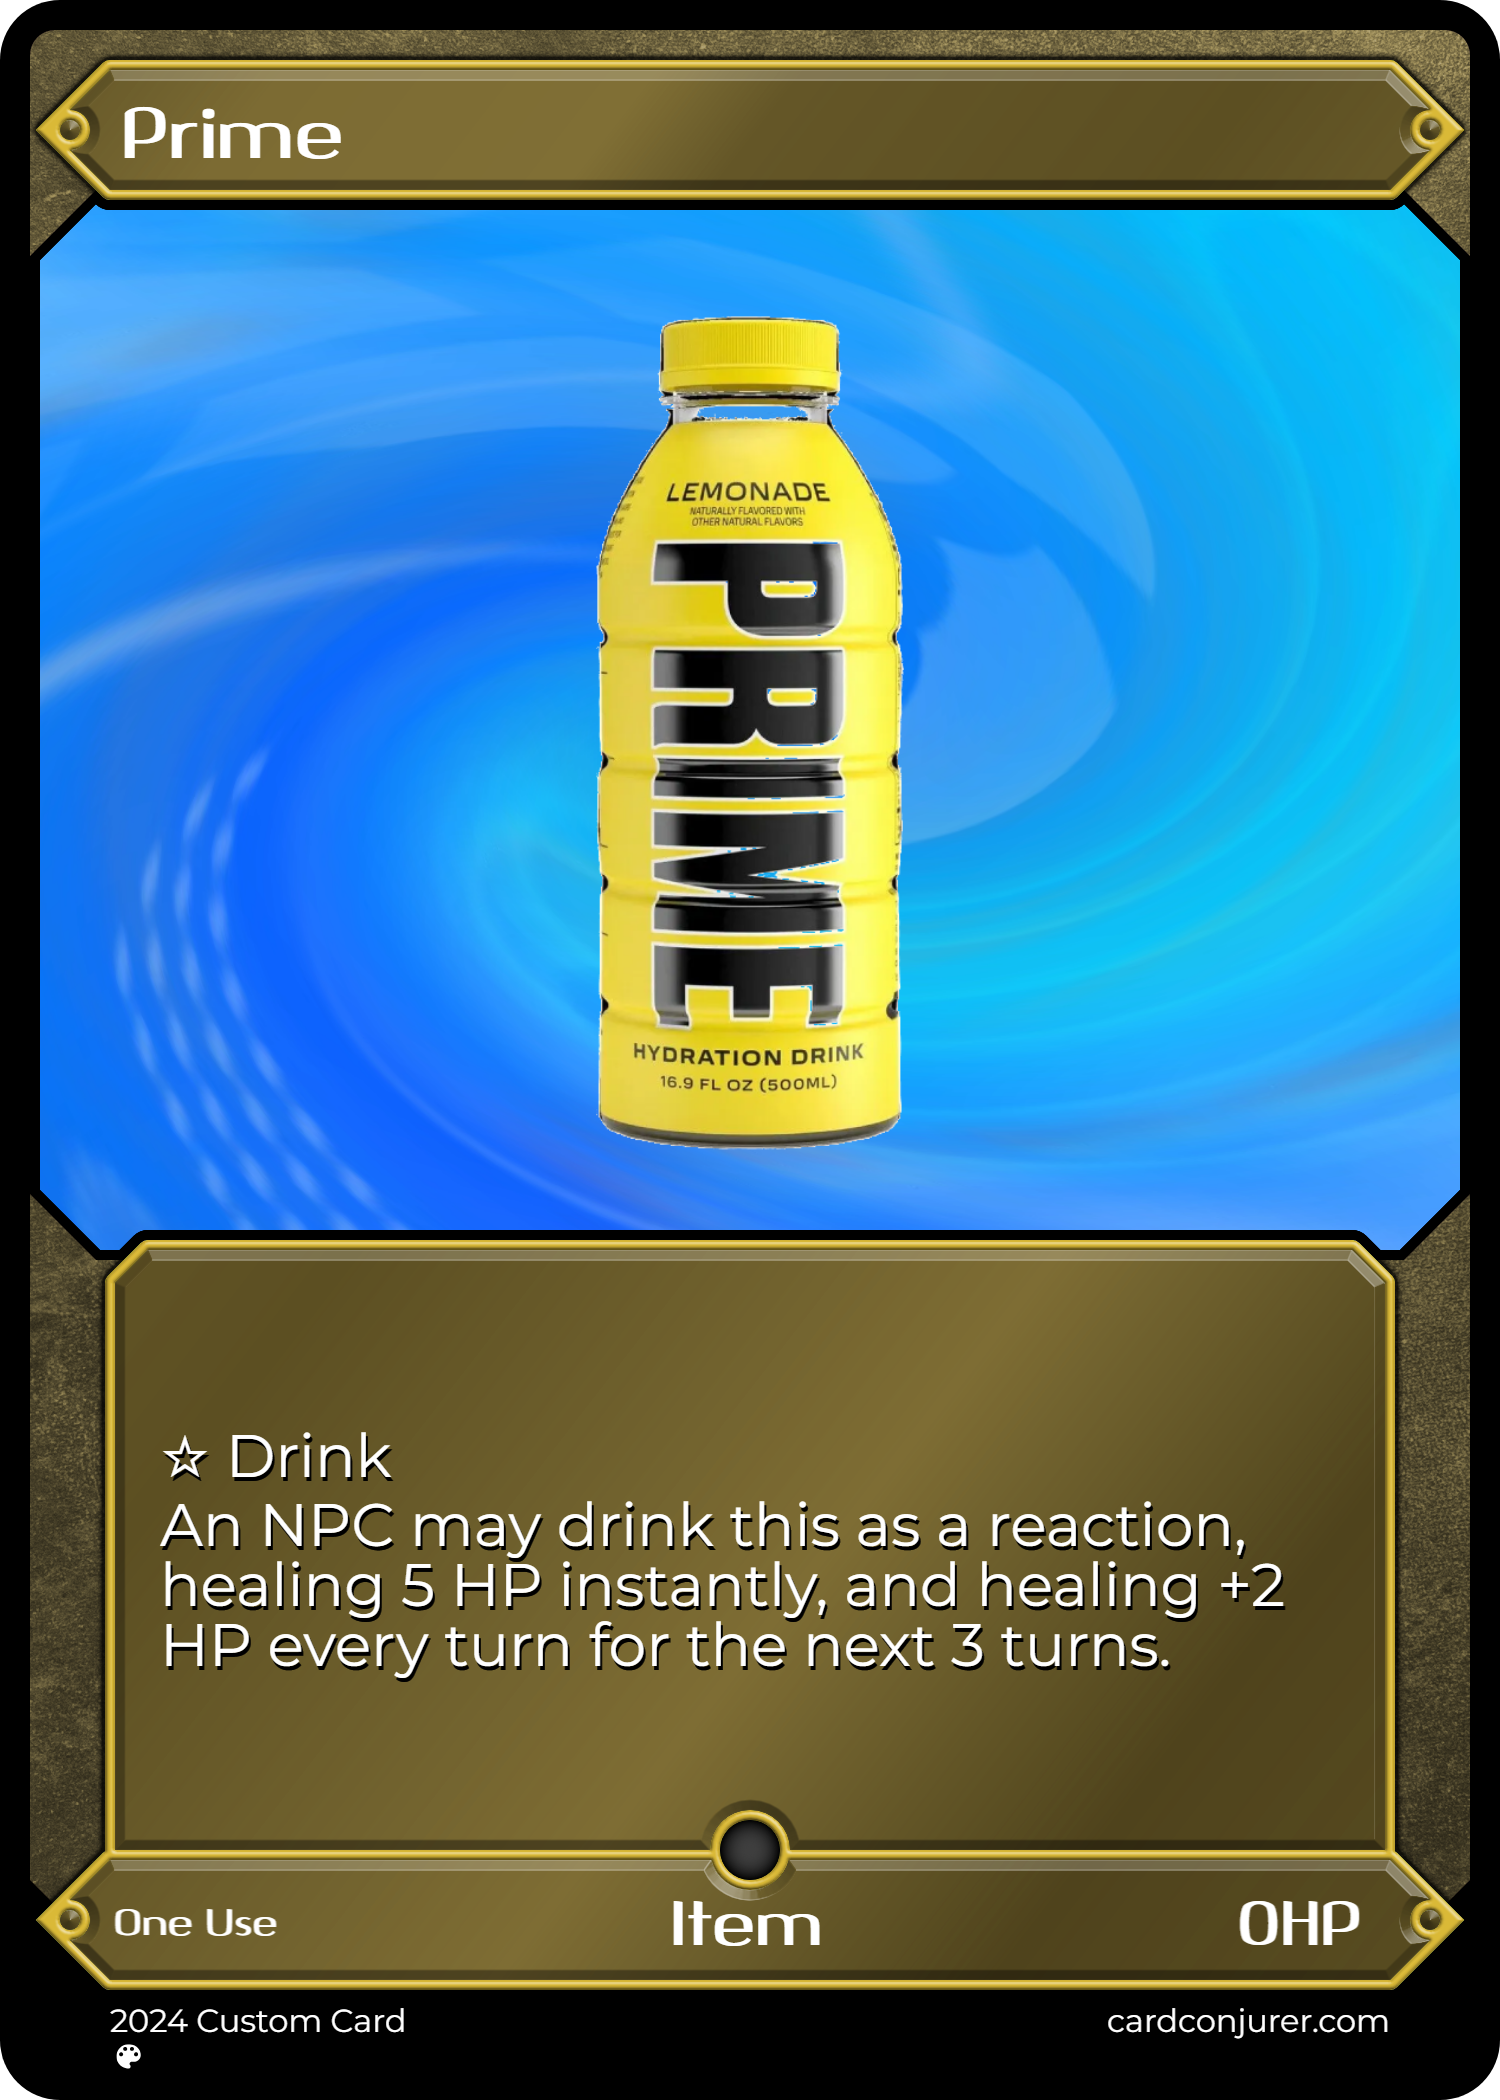 Prime
LEMONADE
NATURALLY FLAVORED WITH
OTHER NATURAL FLAVORS
PRIME
HYDRATION DRINK
16.9 FL OZ (500ML)
☆ Drink
An NPC may drink this as a reaction,
healing 5 HP instantly, and healing +2
HP every turn for the next 3 turns.
One Use Item 0HP
2024 Custom Card cardconjurer.com